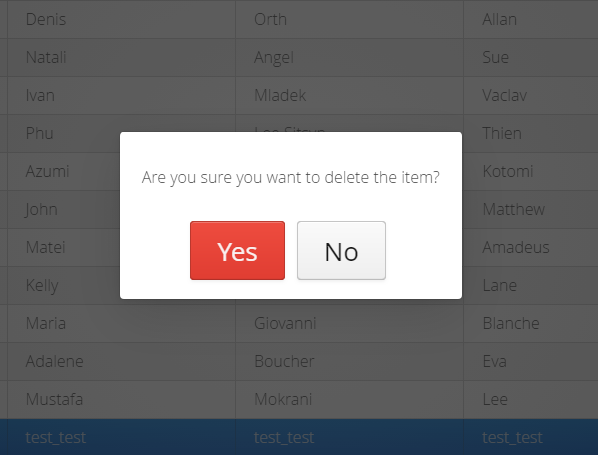 Denis Orth Allan
Natali Angel Sue
Ivan Mladek Vaclav
Phu Thien
Azumi Kotomi
Are you sure you want to delete the item?
John Matthew
Matei Amadeus
Yes No
Kelly Lane
Maria Giovanni Blanche
Adalene Boucher Eva
Mustafa Mokrani Lee
test_test test_test test_test